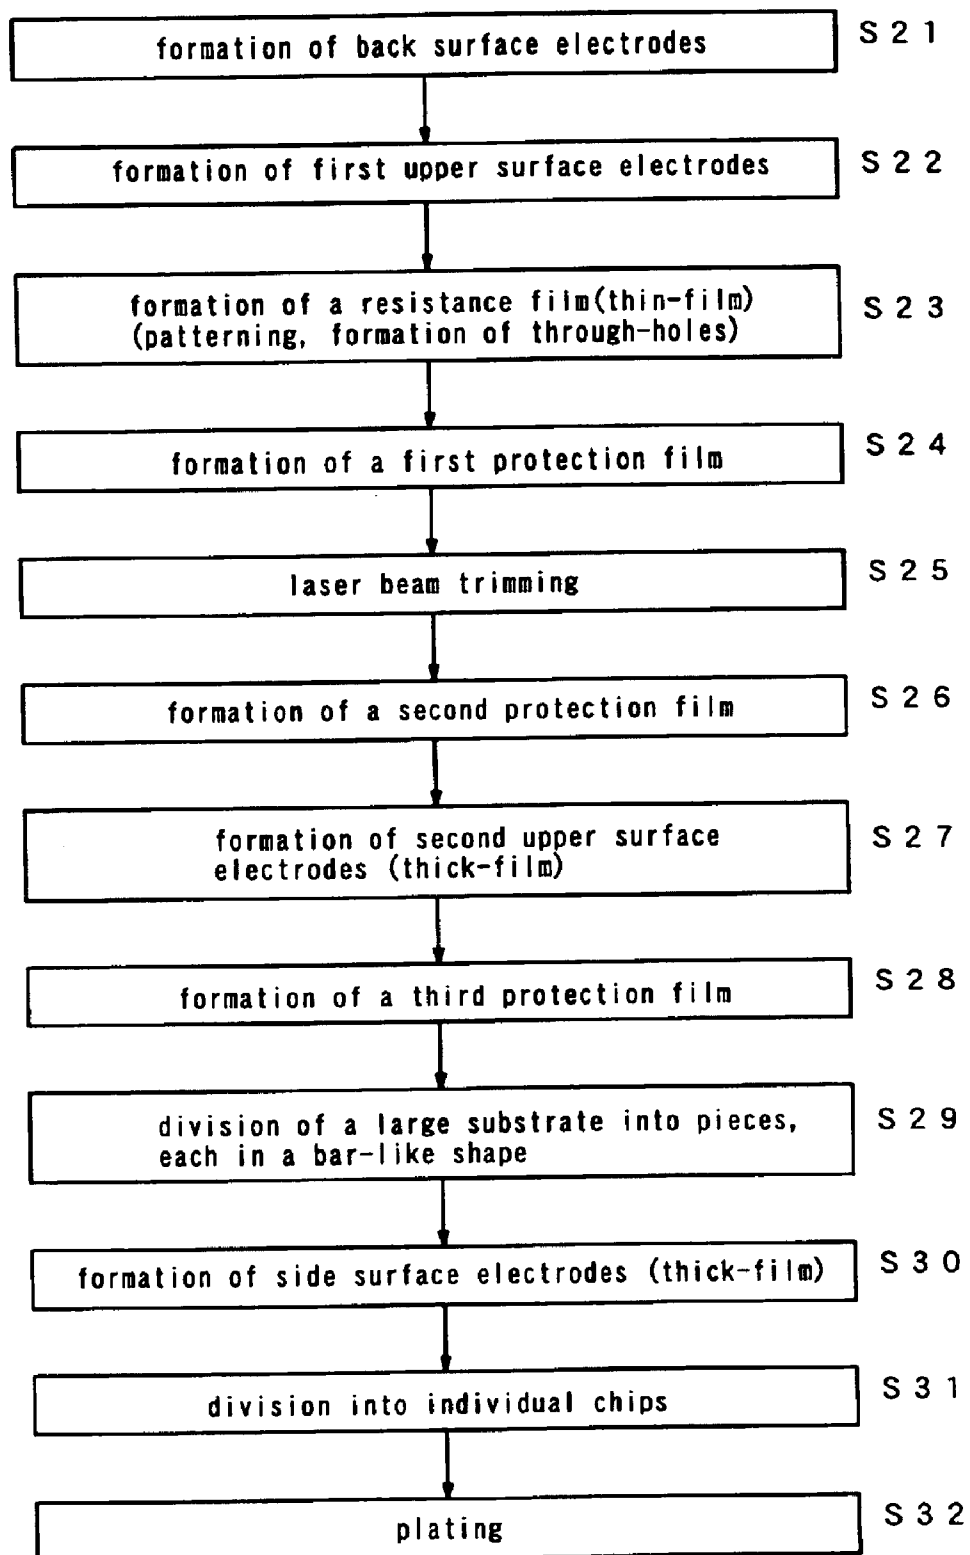 formation of back surface electrodes S21
formation of first upper surface electrodes S22
formation of a resistance film(thin-film) S23
(patterning, formation of through-holes)
formation of a first protection film S24
laser beam trimming S25
formation of a second protection film S26
formation of second upper surface S27
electrodes (thick-film)
formation of a third protection film S28
division of a large substrate into pieces, S29
each in a bar-like shape
formation of side surface electrodes (thick-film) S30
division into individual chips S31
plating S32